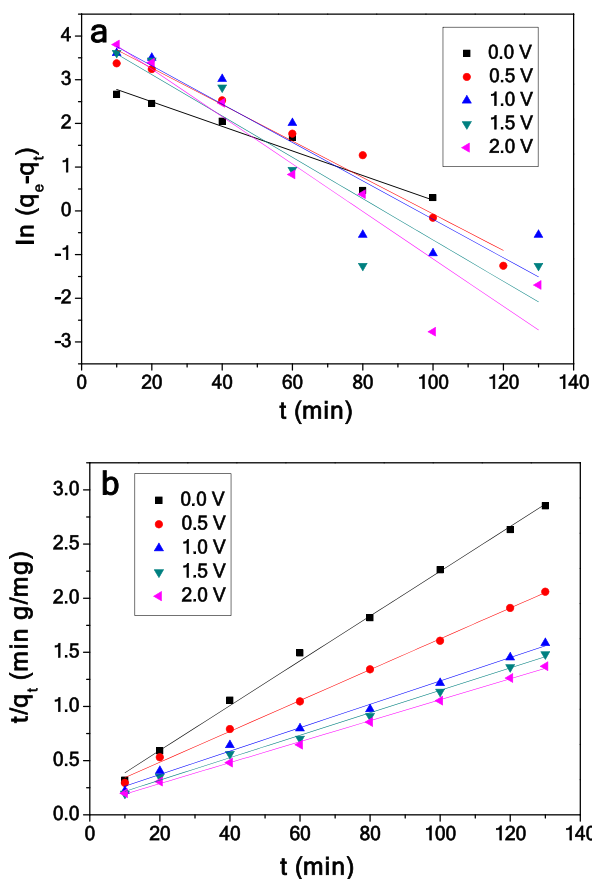 a
4
3
2
1
0
-1
-2
-3
ln (qe-qt)
0.0 V
0.5 V
1.0 V
1.5 V
2.0 V
0 20 40 60 80 100 120 140
t (min)
b
3.0
2.5
2.0
1.5
1.0
0.5
0.0
t/qt (min g/mg)
0.0 V
0.5 V
1.0 V
1.5 V
2.0 V
0 20 40 60 80 100 120 140
t (min)